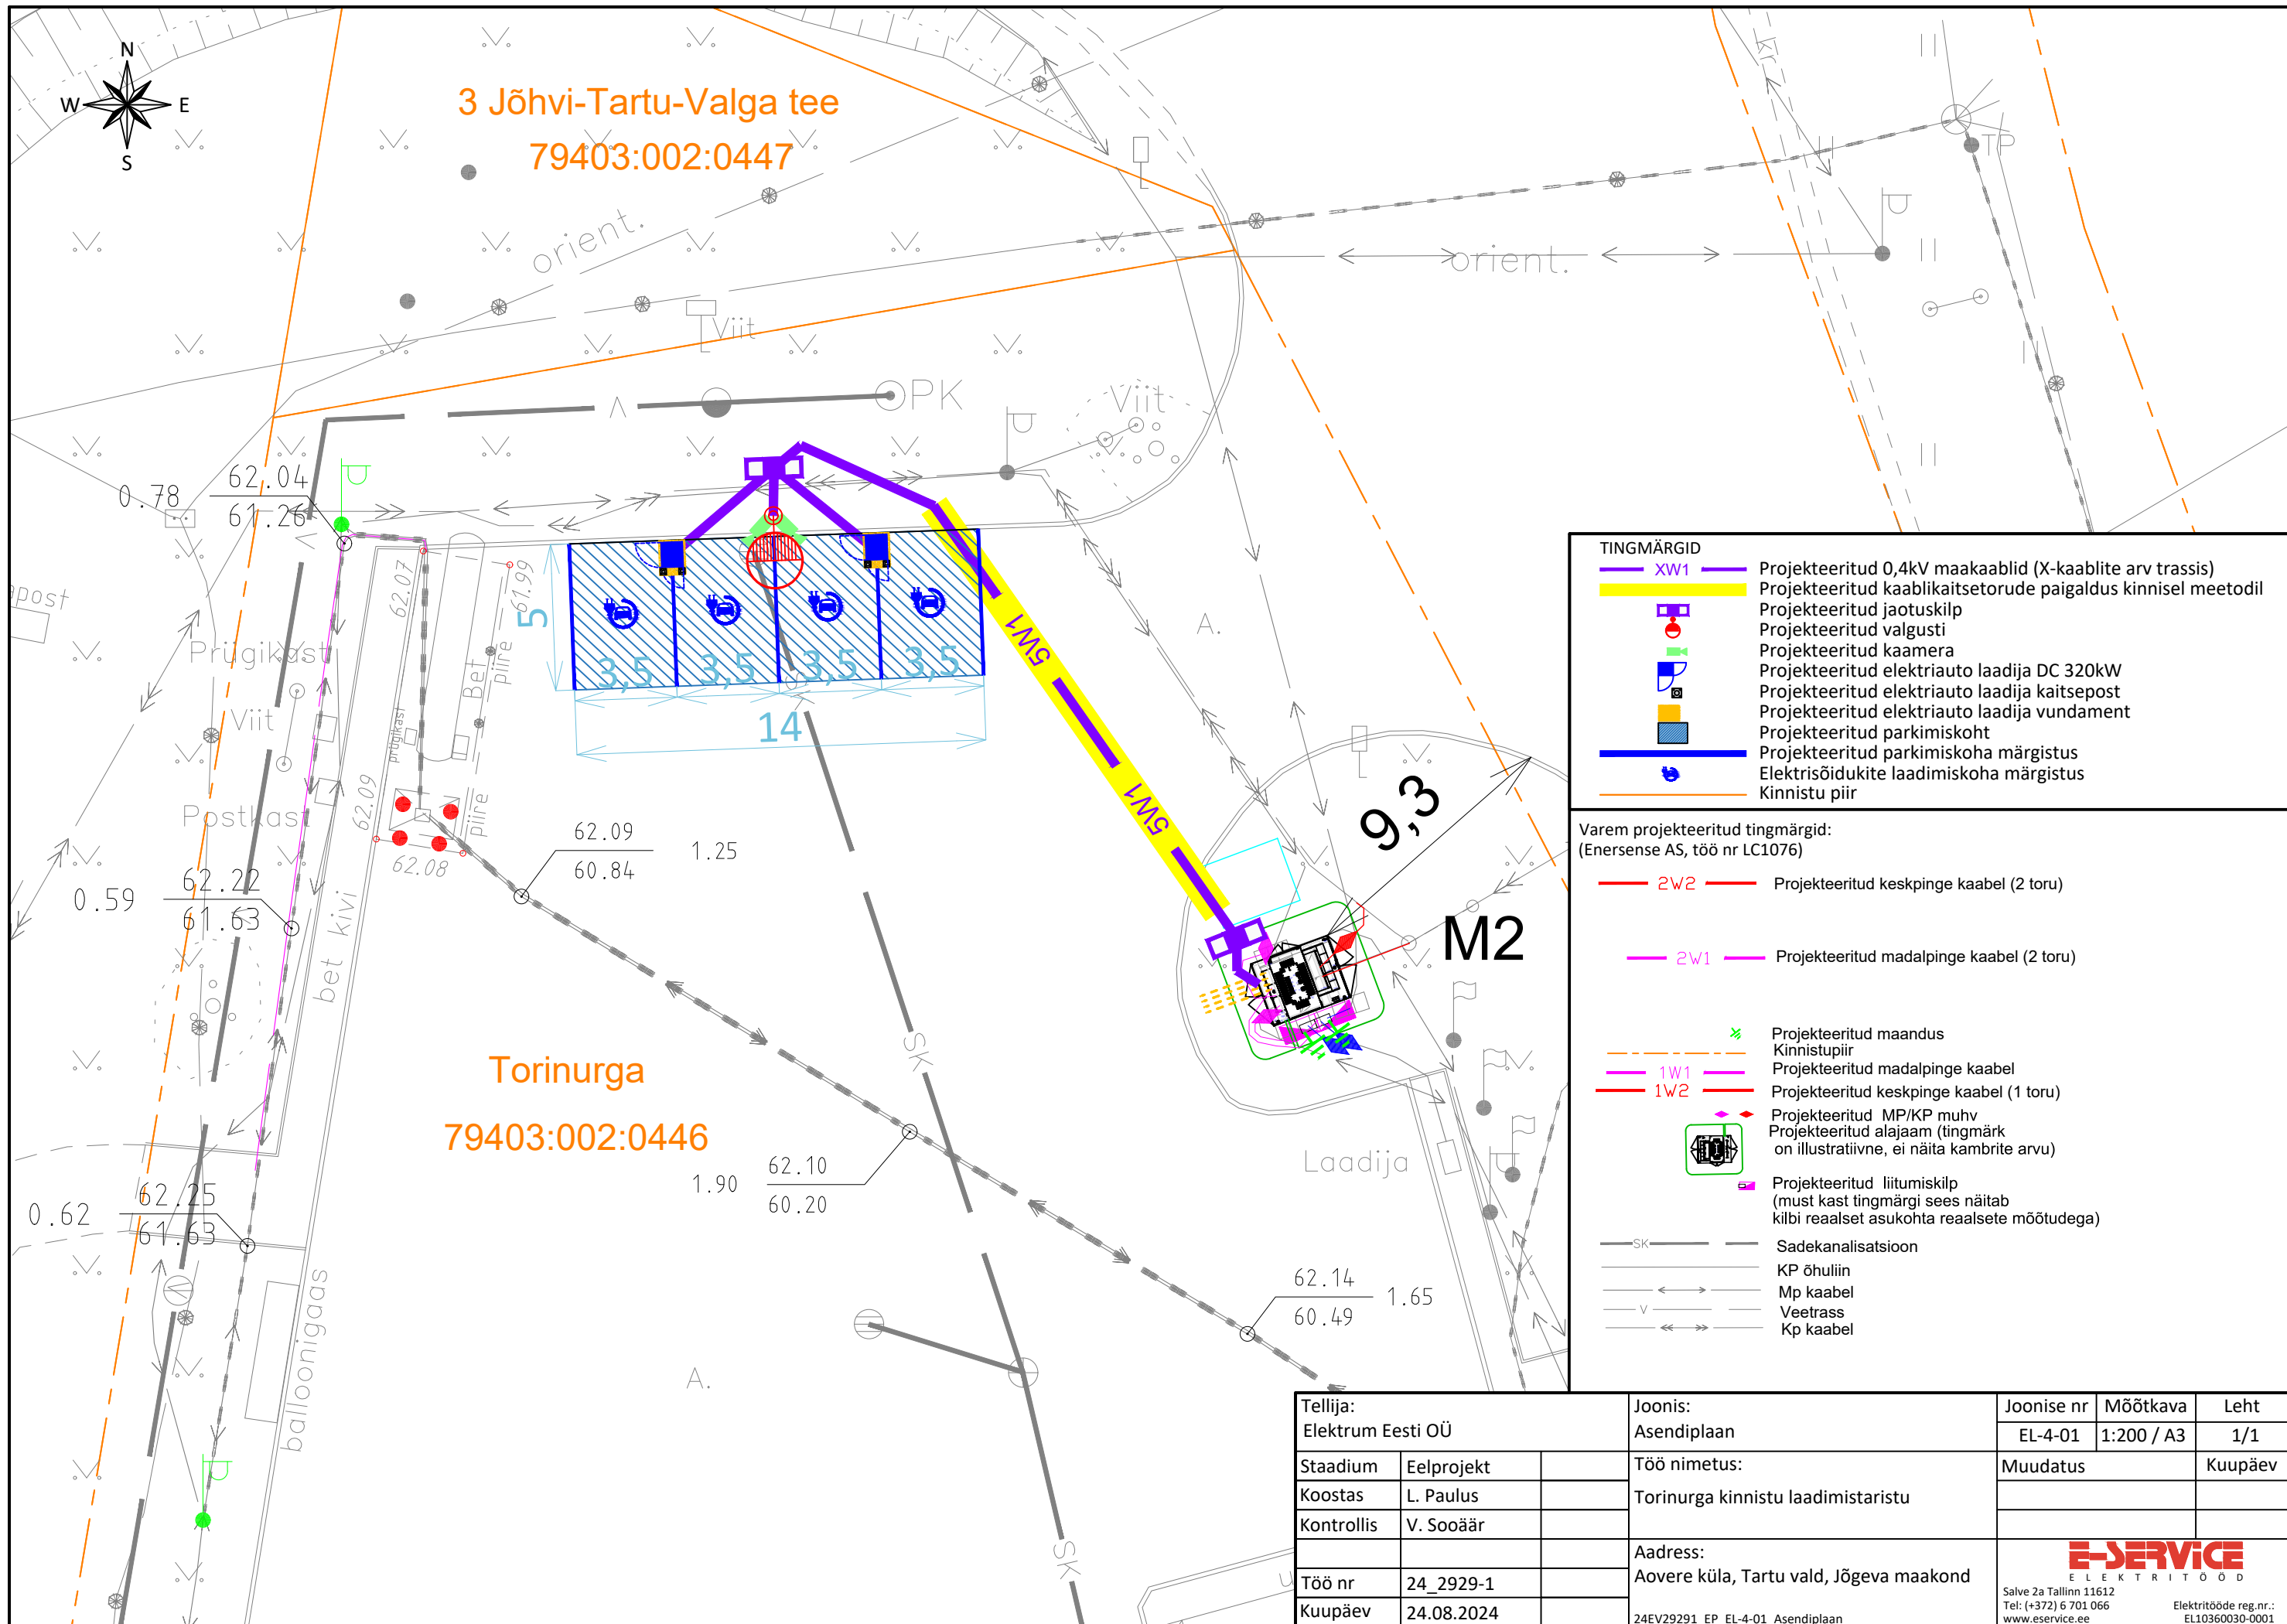 N
W E
S
3 Jõhvi-Tartu-Valga tee
79403:002:0447
TP
orient.
orient.
Viit
PK
Viit
0.78 62.04
61.26
62.07
61.99
5
Prügikast
Viit
Bet
piire
prügikast
3,5 3,5 3,5 3,5
14
A.
5W1
5W1
Postkast
62.09
piire
62.08
62.09
60.84 1.25
9,3
0.59 62.22
61.63
M2
bet kivi
SK
Torinurga
79403:002:0446
1.90 62.10
60.20
Laadija
0.62 62.25
61.63
62.14
60.49 1.65
balloonigaas
A.
SK
TINGMÄRGID
XW1 Projekteeritud 0,4kV maakaablid (X-kaablite arv trassis)
Projekteeritud kaablikaitsetorude paigaldus kinnisel meetodil
Projekteeritud jaotuskilp
Projekteeritud valgusti
Projekteeritud kaamera
Projekteeritud elektriauto laadija DC 320kW
Projekteeritud elektriauto laadija kaitsepost
Projekteeritud elektriauto laadija vundament
Projekteeritud parkimiskoht
Projekteeritud parkimiskoha märgistus
Elektrisõidukite laadimiskoha märgistus
Kinnistu piir
Varem projekteeritud tingmärgid:
(Enersense AS, töö nr LC1076)
2W2 Projekteeritud keskpinge kaabel (2 toru)
2W1 Projekteeritud madalpinge kaabel (2 toru)
Projekteeritud maandus
Kinnistupiir
1W1 Projekteeritud madalpinge kaabel
1W2 Projekteeritud keskpinge kaabel (1 toru)
Projekteeritud MP/KP muhv
Projekteeritud alajaam (tingmärk
on illustratiivne, ei näita kambrite arvu)
Projekteeritud liitumiskilp
(must kast tingmärgi sees näitab
kilbi reaalset asukohta reaalsete mõõtudega)
SK Sadekanalisatsioon
KP õhuliin
Mp kaabel
V Veetrass
Kp kaabel
Tellija:
Elektrum Eesti OÜ
Joonis:
Asendiplaan
Joonise nr Mõõtkava Leht
EL-4-01 1:200 / A3 1/1
Staadium Eelprojekt
Koostas L. Paulus
Kontrollis V. Sooäär
Töö nimetus:
Torinurga kinnistu laadimistaristu
Muudatus Kuupäev
Töö nr 24_2929-1
Kuupäev 24.08.2024
Aadress:
Aovere küla, Tartu vald, Jõgeva maakond
24EV29291_EP_EL-4-01_Asendiplaan
E-SERVICE
ELEKTRITÖÖD
Salve 2a Tallinn 11612
Tel: (+372) 6 701 066
www.eservice.ee
Elektritööde reg.nr.:
EL10360030-0001